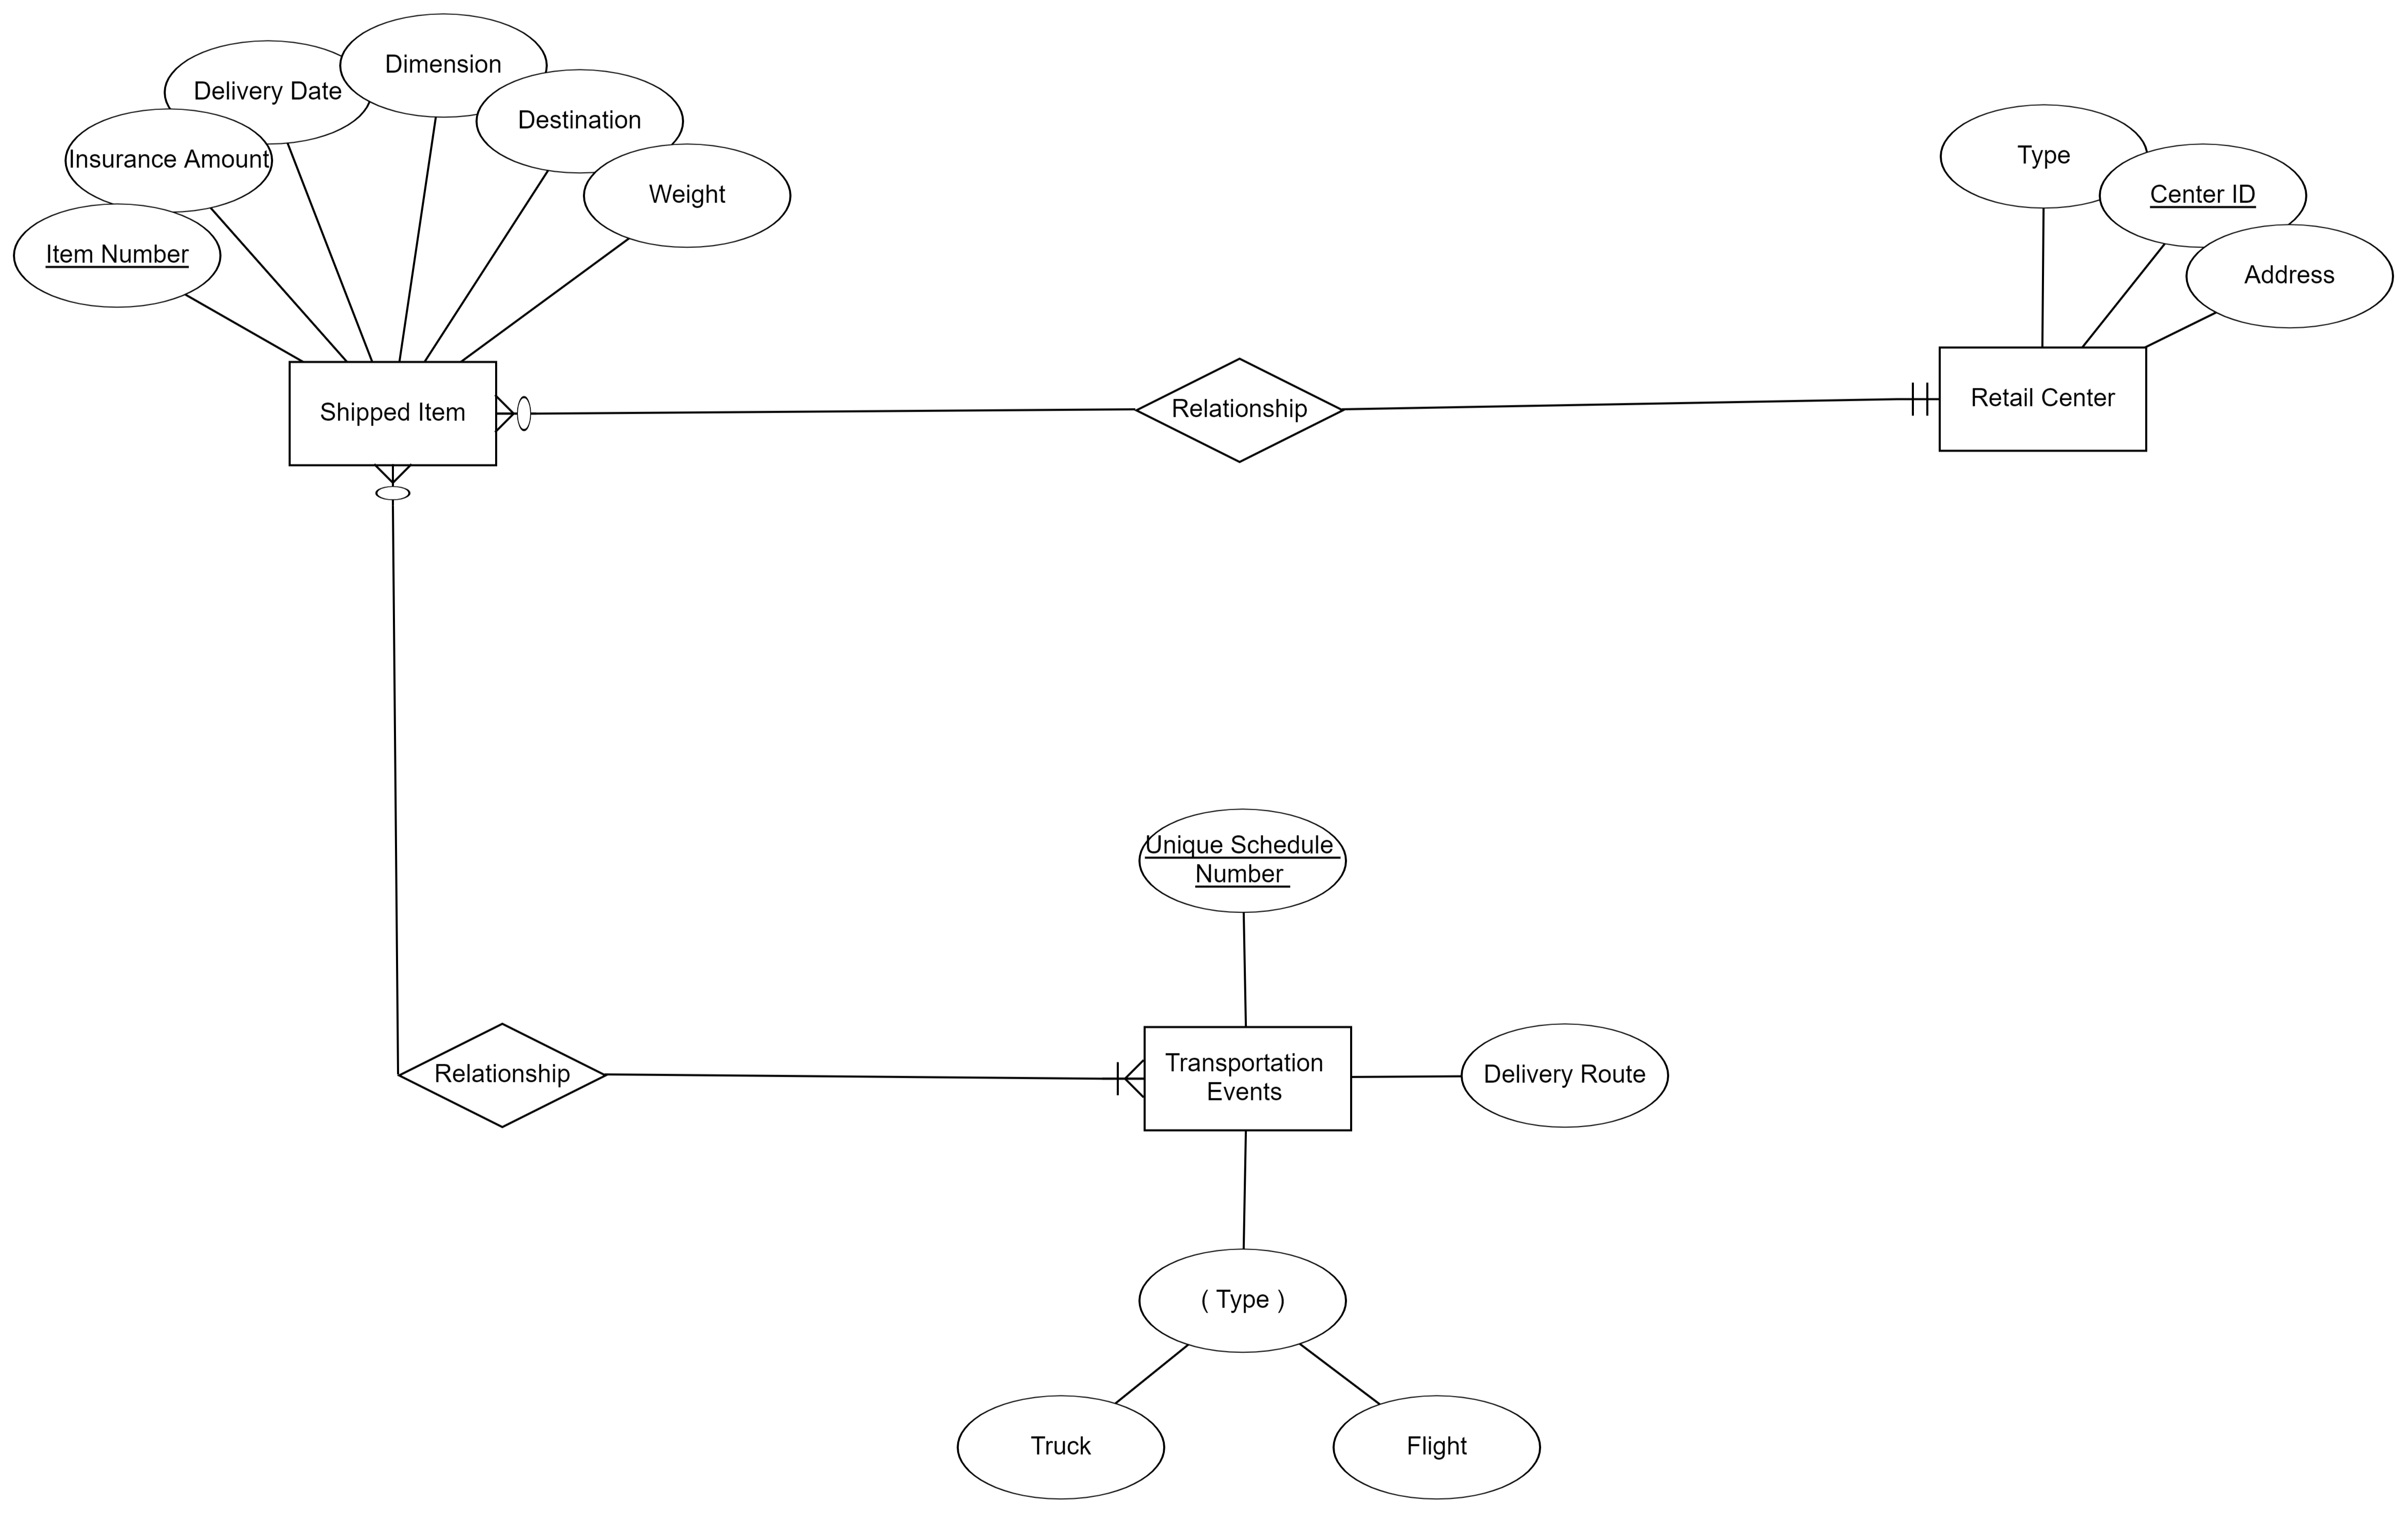 Dimension
Delivery Date
Destination
Insurance Amount
Weight
Item Number
Type
Center ID
Address
Shipped Item
Relationship
Retail Center
Unique Schedule
Number
Relationship
Transportation
Events
Delivery Route
( Type )
Truck
Flight